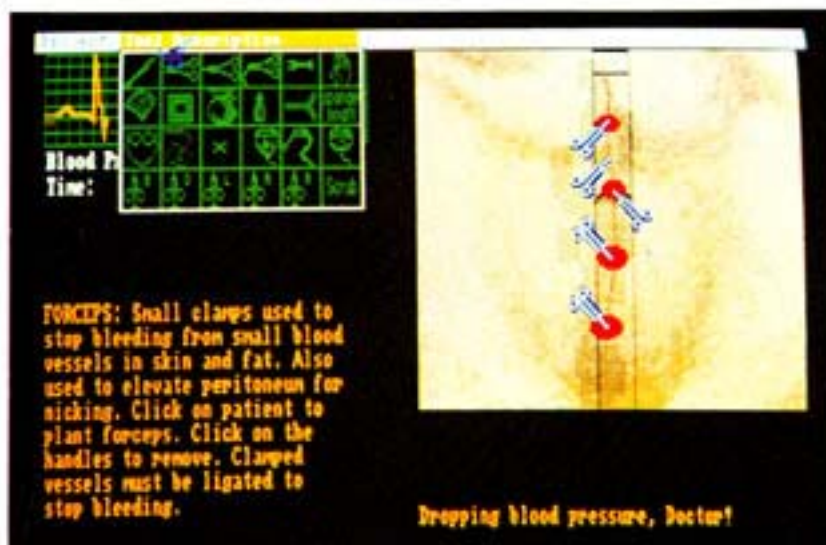 Tool Description
Blood P
Time:
Scrub
FORCEPS: Small clamps used to
stop bleeding from small blood
vessels in skin and fat. Also
used to elevate peritoneum for
nicking. Click on patient to
plant forceps. Click on the
handles to remove. Clamped
vessels must be ligated to
stop bleeding.
Dropping blood pressure, Doctor!